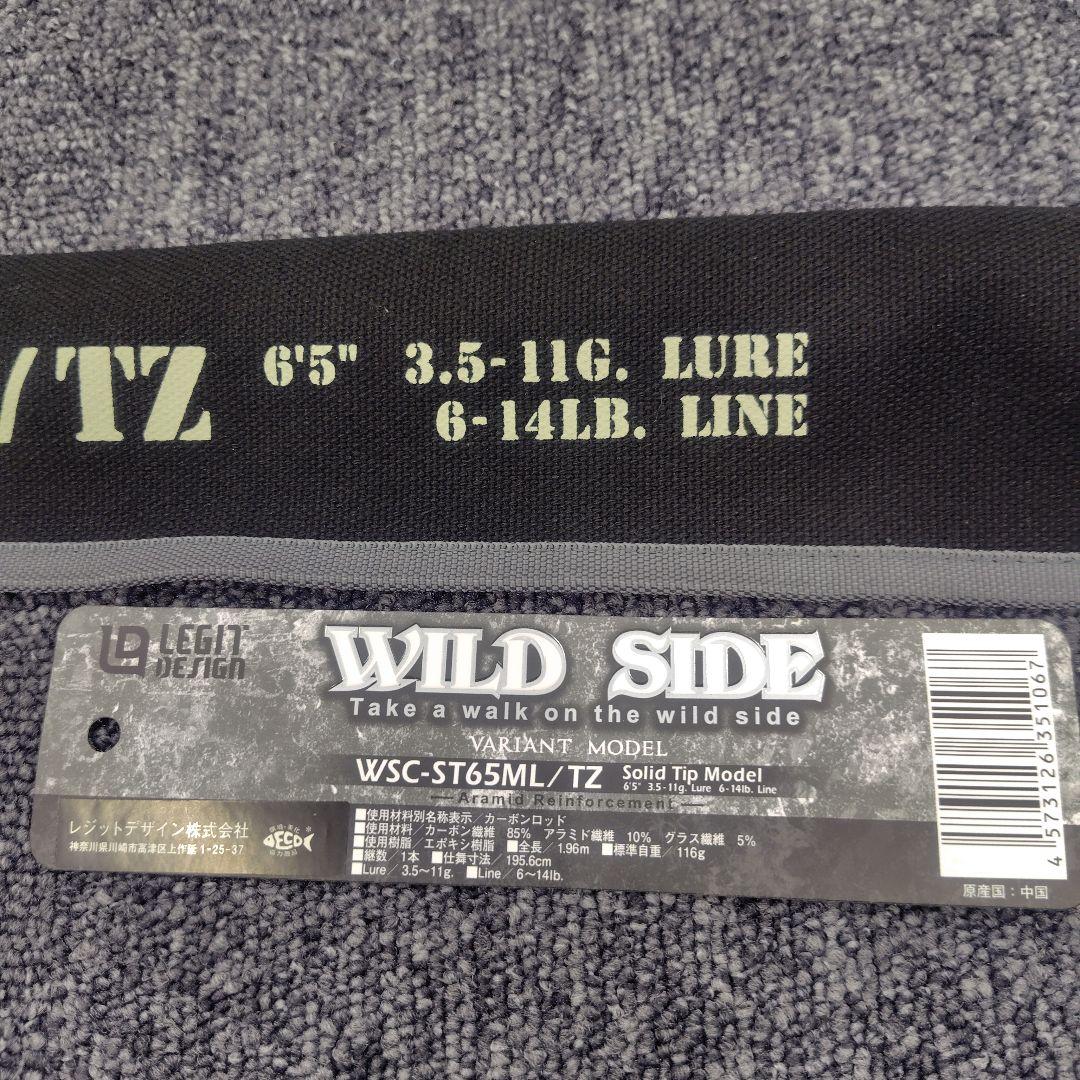 /TZ 6'5" 3.5-11G. LURE
6-14LB. LINE
LEGIT
DESIGN
WILD SIDE
Take a walk on the wild side
VARIANT MODEL
WSC-ST65ML/TZ Solid Tip Model
6'5" 3.5-11g. Lure 6-14lb. Line
Aramid Reinforcement
レジットデザイン株式会社
神奈川県川崎市高津区上作延 1-25-37
ECO
■使用材料別名称表示/カーボンロッド
■使用材料/カーボン繊維 85% アラミド繊維 10% グラス繊維 5%
■使用樹脂/エポキシ樹脂 ■全長/1.96m ■標準自重/116g
■継数/1本 ■仕舞寸法/195.6cm
■Lure/3.5~11g. ■Line/6~14lb.
4 573126 351067
原産国:中国